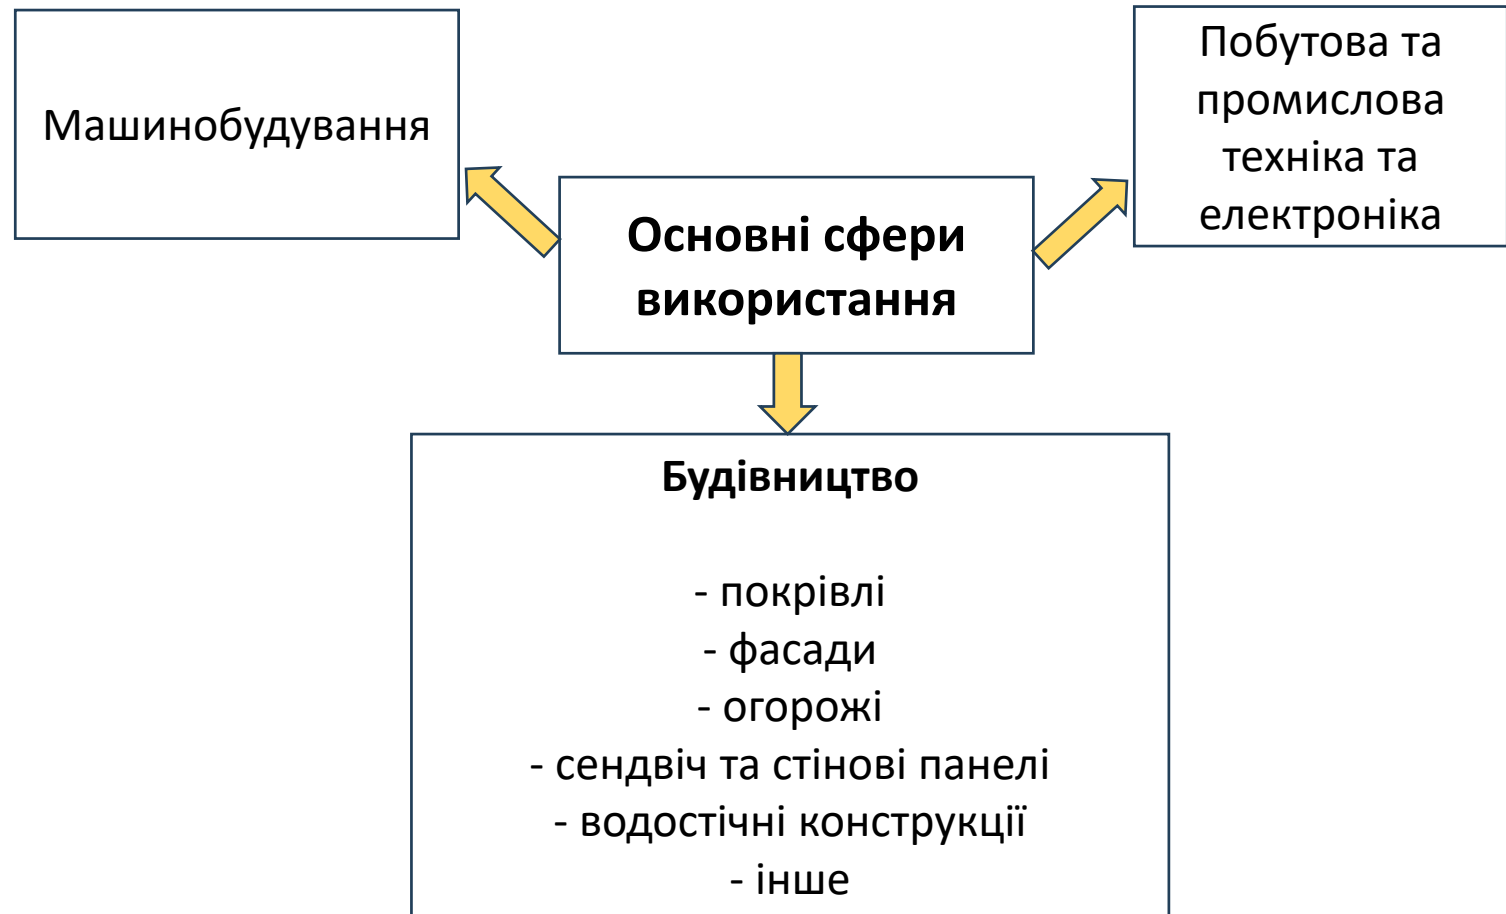 Машинобудування
Побутова та
промислова
техніка та
електроніка
Основні сфери
використання
Будівництво
- покрівлі
- фасади
- огорожі
- сендвіч та стінові панелі
- водостічні конструкції
- інше